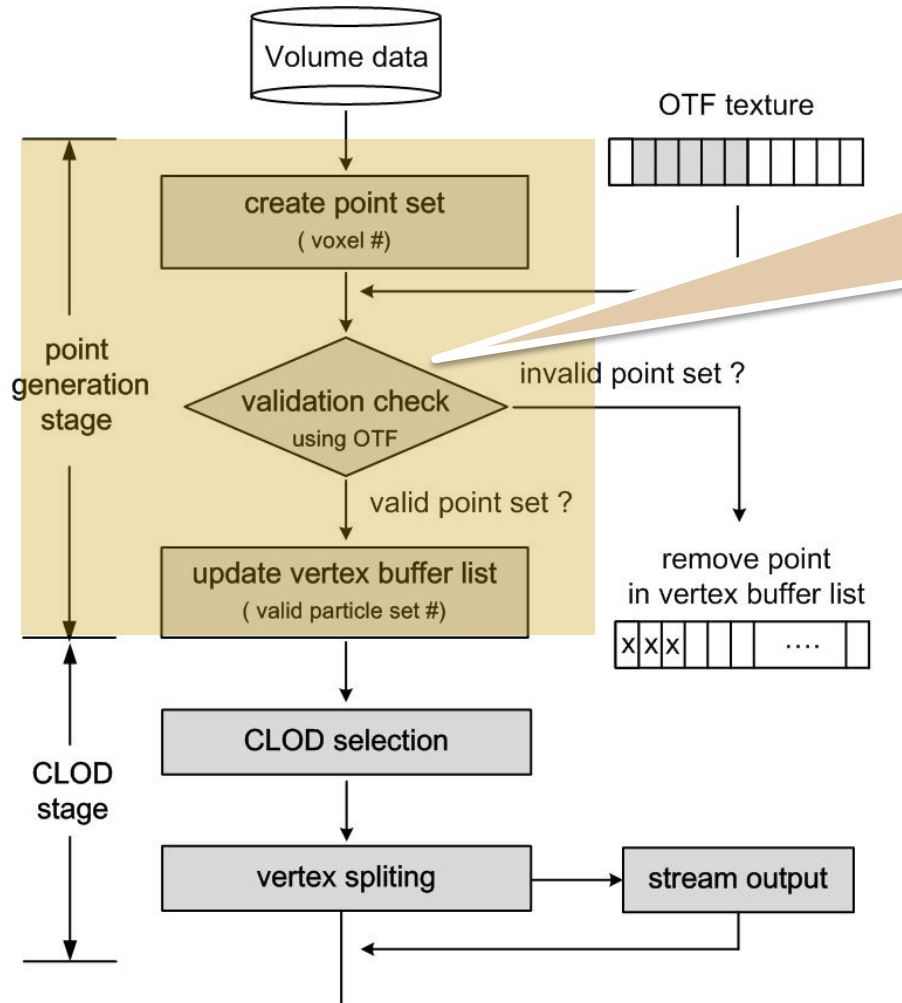 Volume data
OTF texture
create point set
( voxel #)
point
generation
stage
invalid point set ?
validation check
using OTF
valid point set ?
update vertex buffer list
( valid particle set #)
remove point
in vertex buffer list
x x x ....
CLOD selection
CLOD
stage
vertex spliting
stream output